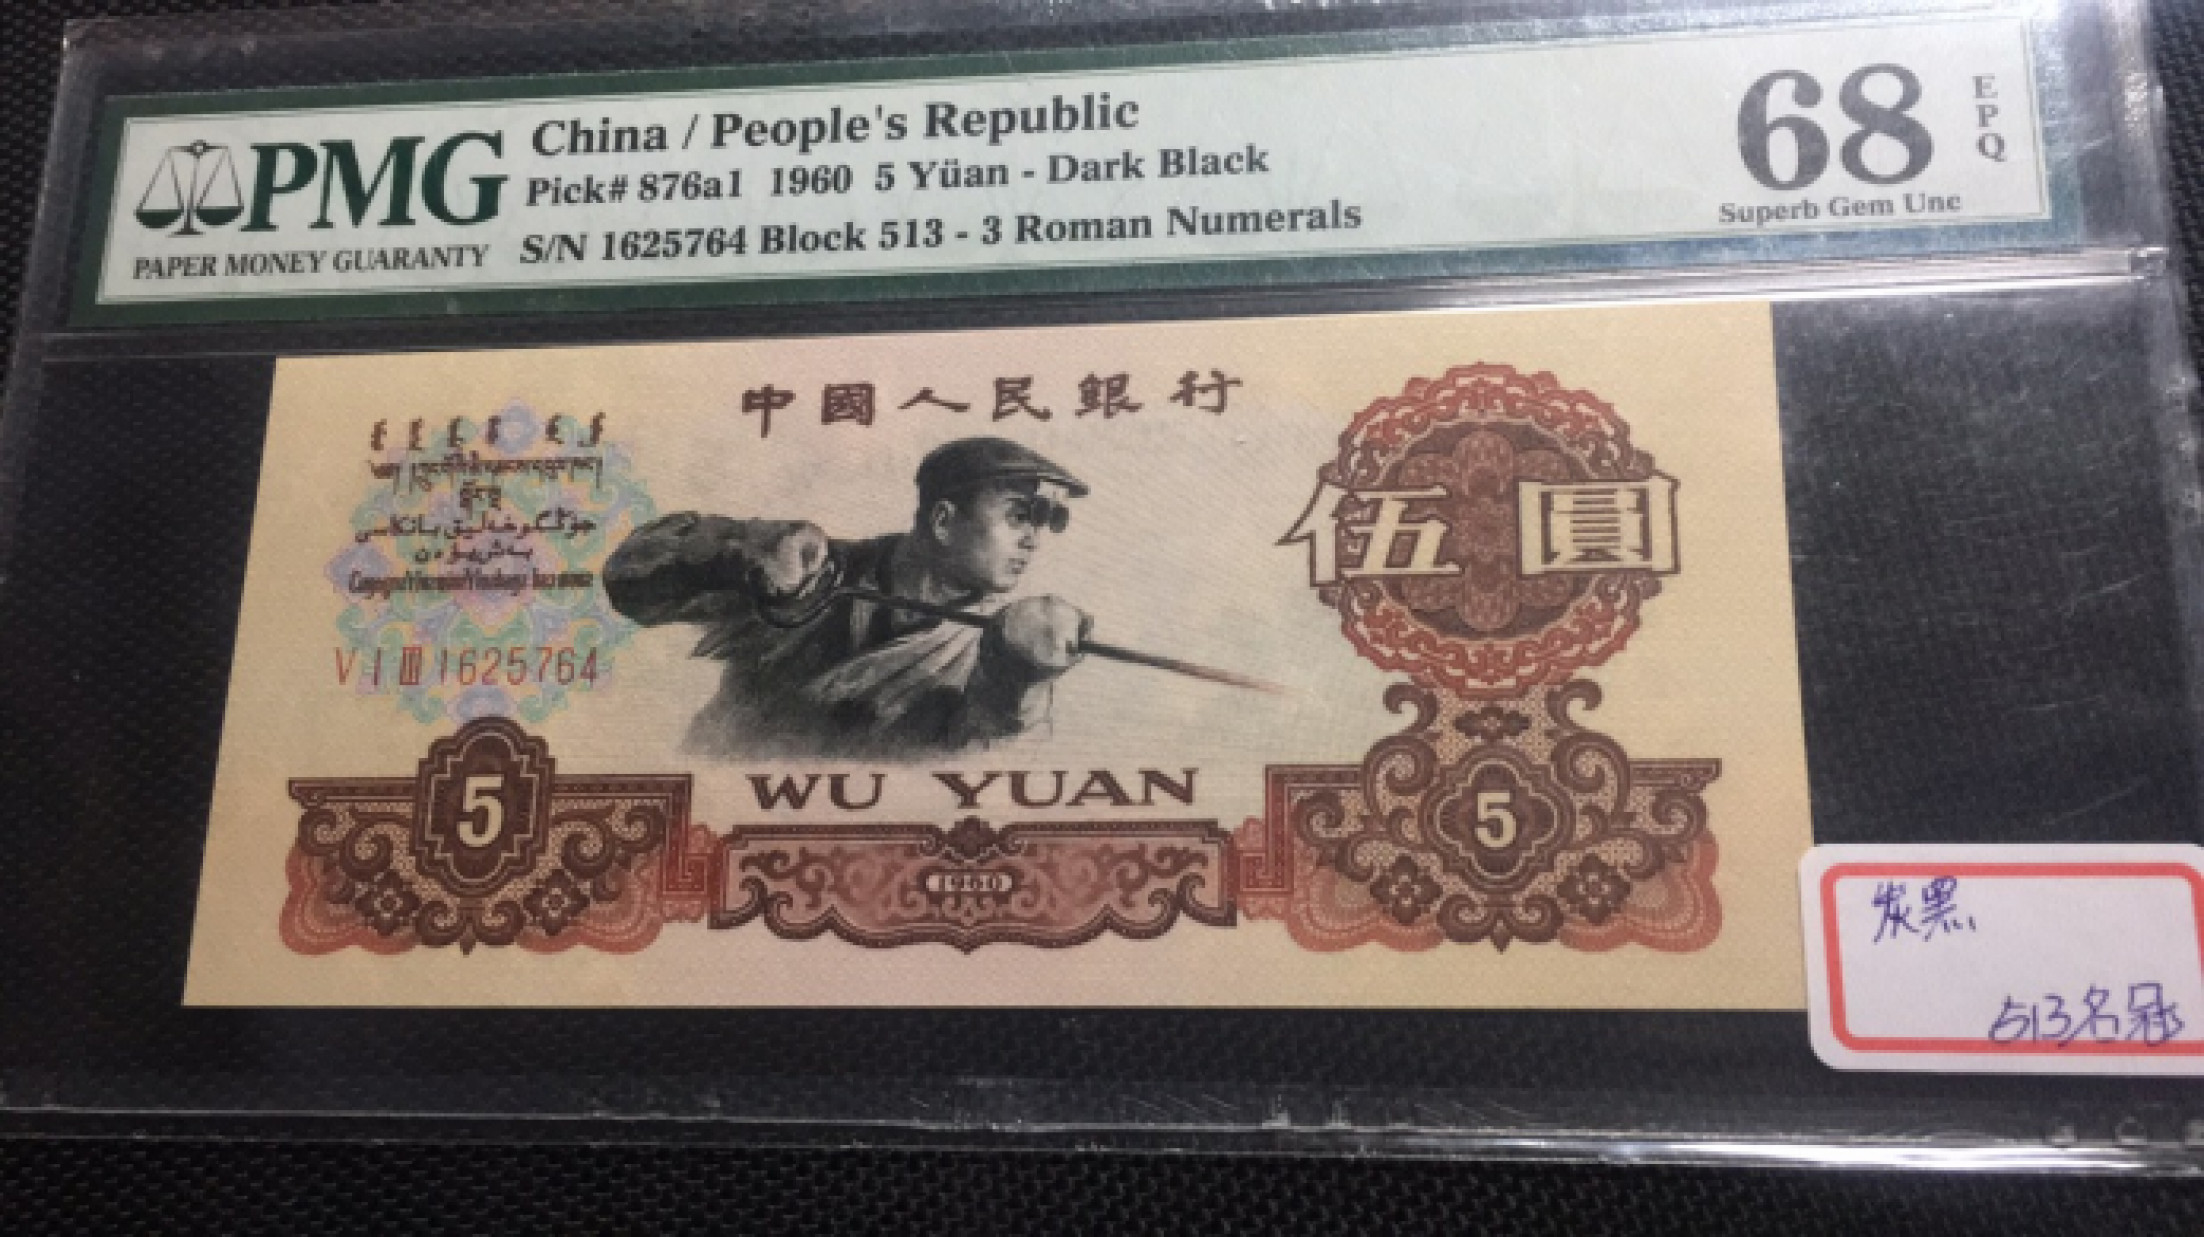 PMG
PAPER MONEY GUARANTY
China / People's Republic
Pick# 876a1 1960 5 Yüan - Dark Black
S/N 1625764 Block 513 - 3 Roman Numerals
68
EPQ
Superb Gem Unc
中國人民銀行
伍圓
V I III 1625764
5
WU YUAN
5
1960
炭黑
513名冠